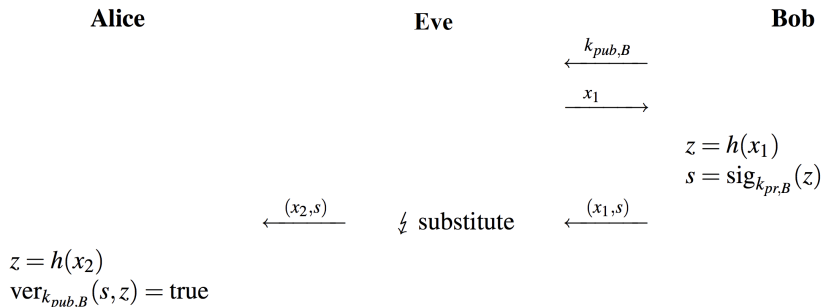 Alice Eve Bob
k_{pub,B}
x_1
z = h(x_1)
s = sig_{k_{pr,B}}(z)
(x_2,s) ↯ substitute (x_1,s)
z = h(x_2)
ver_{k_{pub,B}}(s,z) = true